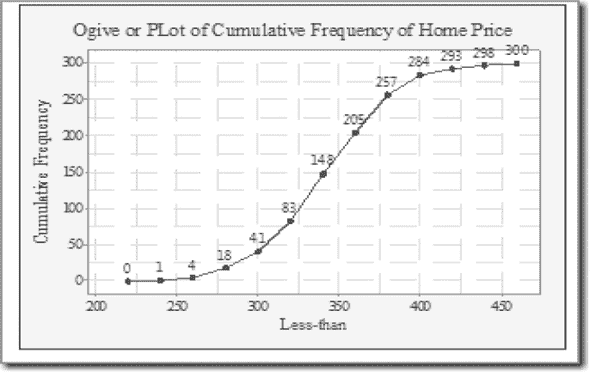 Ogive or PLot of Cumulative Frequency of Home Price
Cumulative Frequency
300
250
200
150
100
50
0
0 1 4 18 41 83 148 205 257 284 293 298 300
200 250 300 350 400 450
Less-than